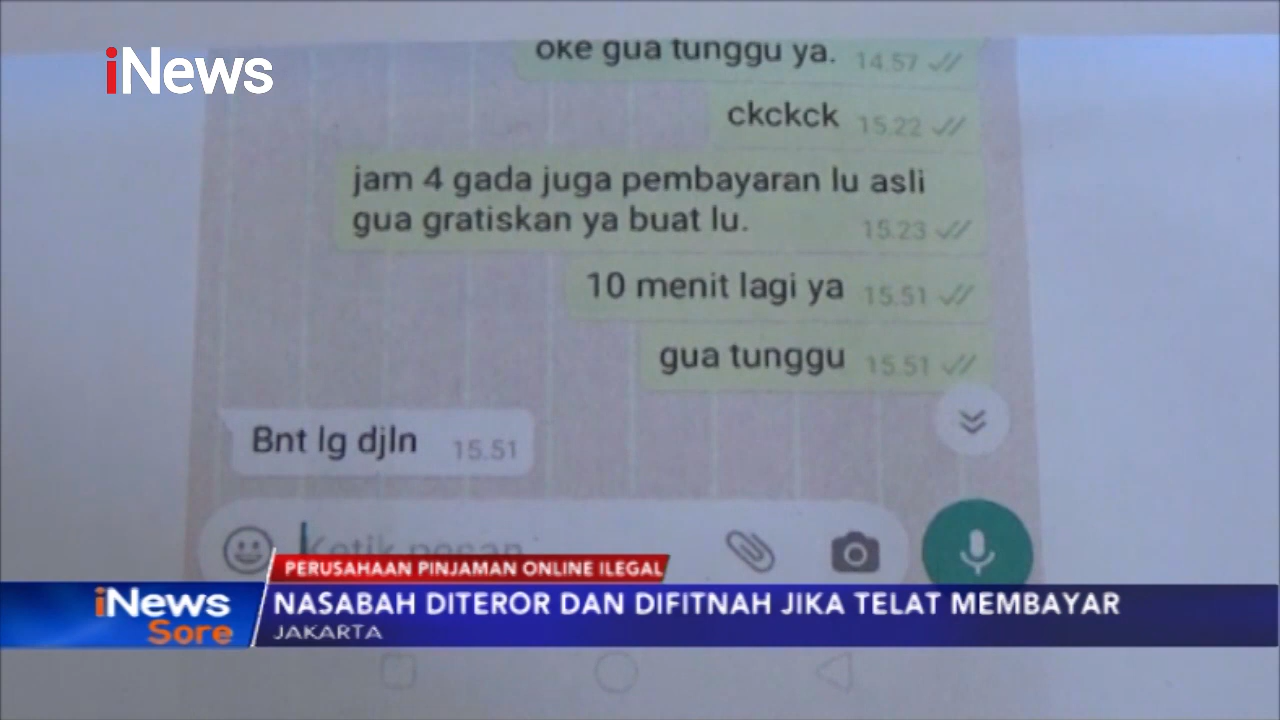 iNews
oke gua tunggu ya. 14.57
ckckck 15.22
jam 4 gada juga pembayaran lu asli
gua gratiskan ya buat lu. 15.23
10 menit lagi ya 15.51
gua tunggu 15.51
Bnt lg djln 15.51
Ketik pesan
PERUSAHAAN PINJAMAN ONLINE ILEGAL
iNews
Sore
NASABAH DITEROR DAN DIFITNAH JIKA TELAT MEMBAYAR
JAKARTA